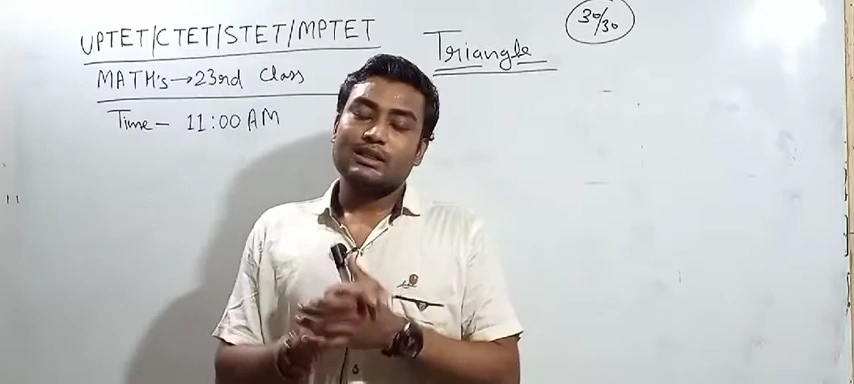 UPTET/CTET/STET/MPTET
MATH's→23rd Class
Time- 11:00 AM
Triangle
30/30